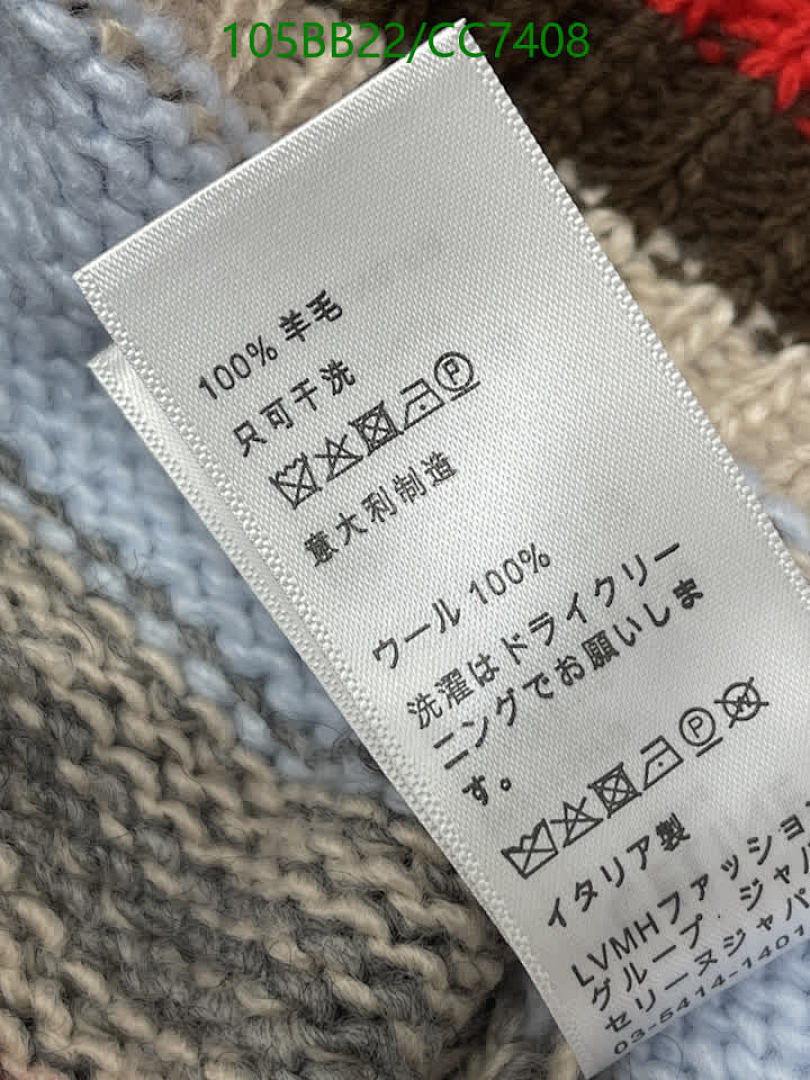 105BB22/CC7408
100% 羊毛
只可干洗
意大利制造
ウール 100%
洗濯はドライクリー
ニングでお願いしま
す。
イタリア製
LVMHファッショ
グループ・ジャパ
セリーヌジャパ
03-5414-1401